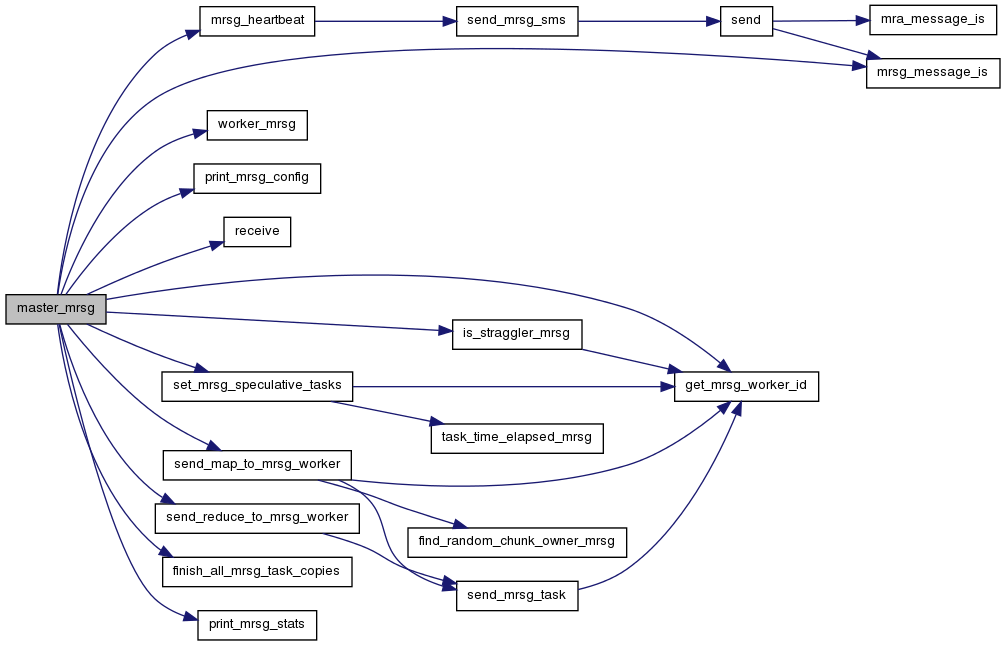 mrsg_heartbeat
send_mrsg_sms
send
mra_message_is
mrsg_message_is
worker_mrsg
print_mrsg_config
receive
master_mrsg
is_straggler_mrsg
set_mrsg_speculative_tasks
get_mrsg_worker_id
task_time_elapsed_mrsg
send_map_to_mrsg_worker
send_reduce_to_mrsg_worker
find_random_chunk_owner_mrsg
finish_all_mrsg_task_copies
send_mrsg_task
print_mrsg_stats